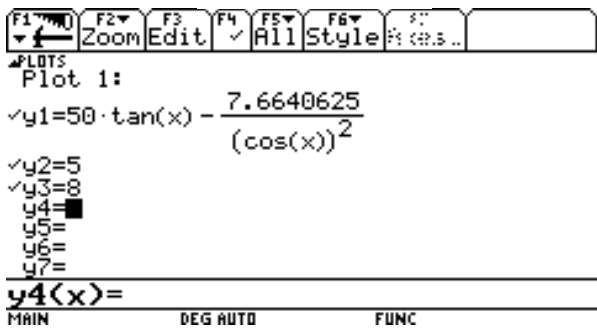 F1 F2 Zoom F3 Edit F4 ✓ F5 All F6 Style
PLOTS
Plot 1:
✓y1=50·tan(x) - 7.6640625/(cos(x))²
✓y2=5
✓y3=8
y4=
y5=
y6=
y7=
y4(x)=
MAIN DEG AUTO FUNC